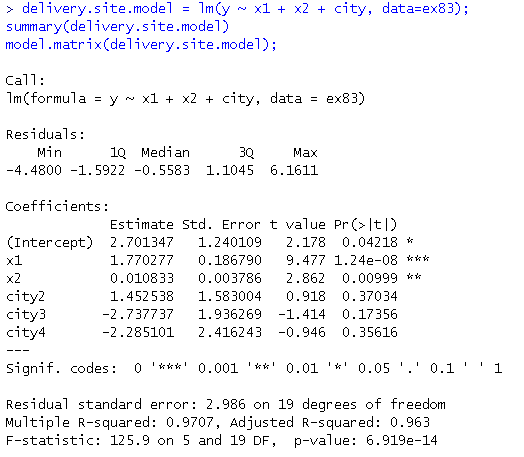 > delivery.site.model = lm(y ~ x1 + x2 + city, data=ex83);
summary(delivery.site.model)
model.matrix(delivery.site.model);
Call:
lm(formula = y ~ x1 + x2 + city, data = ex83)
Residuals:
    Min      1Q  Median      3Q     Max
-4.4800 -1.5922 -0.5583  1.1045  6.1611
Coefficients:
             Estimate Std. Error t value Pr(>|t|)
(Intercept)  2.701347   1.240109   2.178  0.04218 *
x1           1.770277   0.186790   9.477 1.24e-08 ***
x2           0.010833   0.003786   2.862  0.00999 **
city2        1.452538   1.583004   0.918  0.37034
city3       -2.737737   1.936269  -1.414  0.17356
city4       -2.285101   2.416243  -0.946  0.35616
---
Signif. codes:  0 '***' 0.001 '**' 0.01 '*' 0.05 '.' 0.1 ' ' 1
Residual standard error: 2.986 on 19 degrees of freedom
Multiple R-squared: 0.9707, Adjusted R-squared: 0.963
F-statistic: 125.9 on 5 and 19 DF,  p-value: 6.919e-14